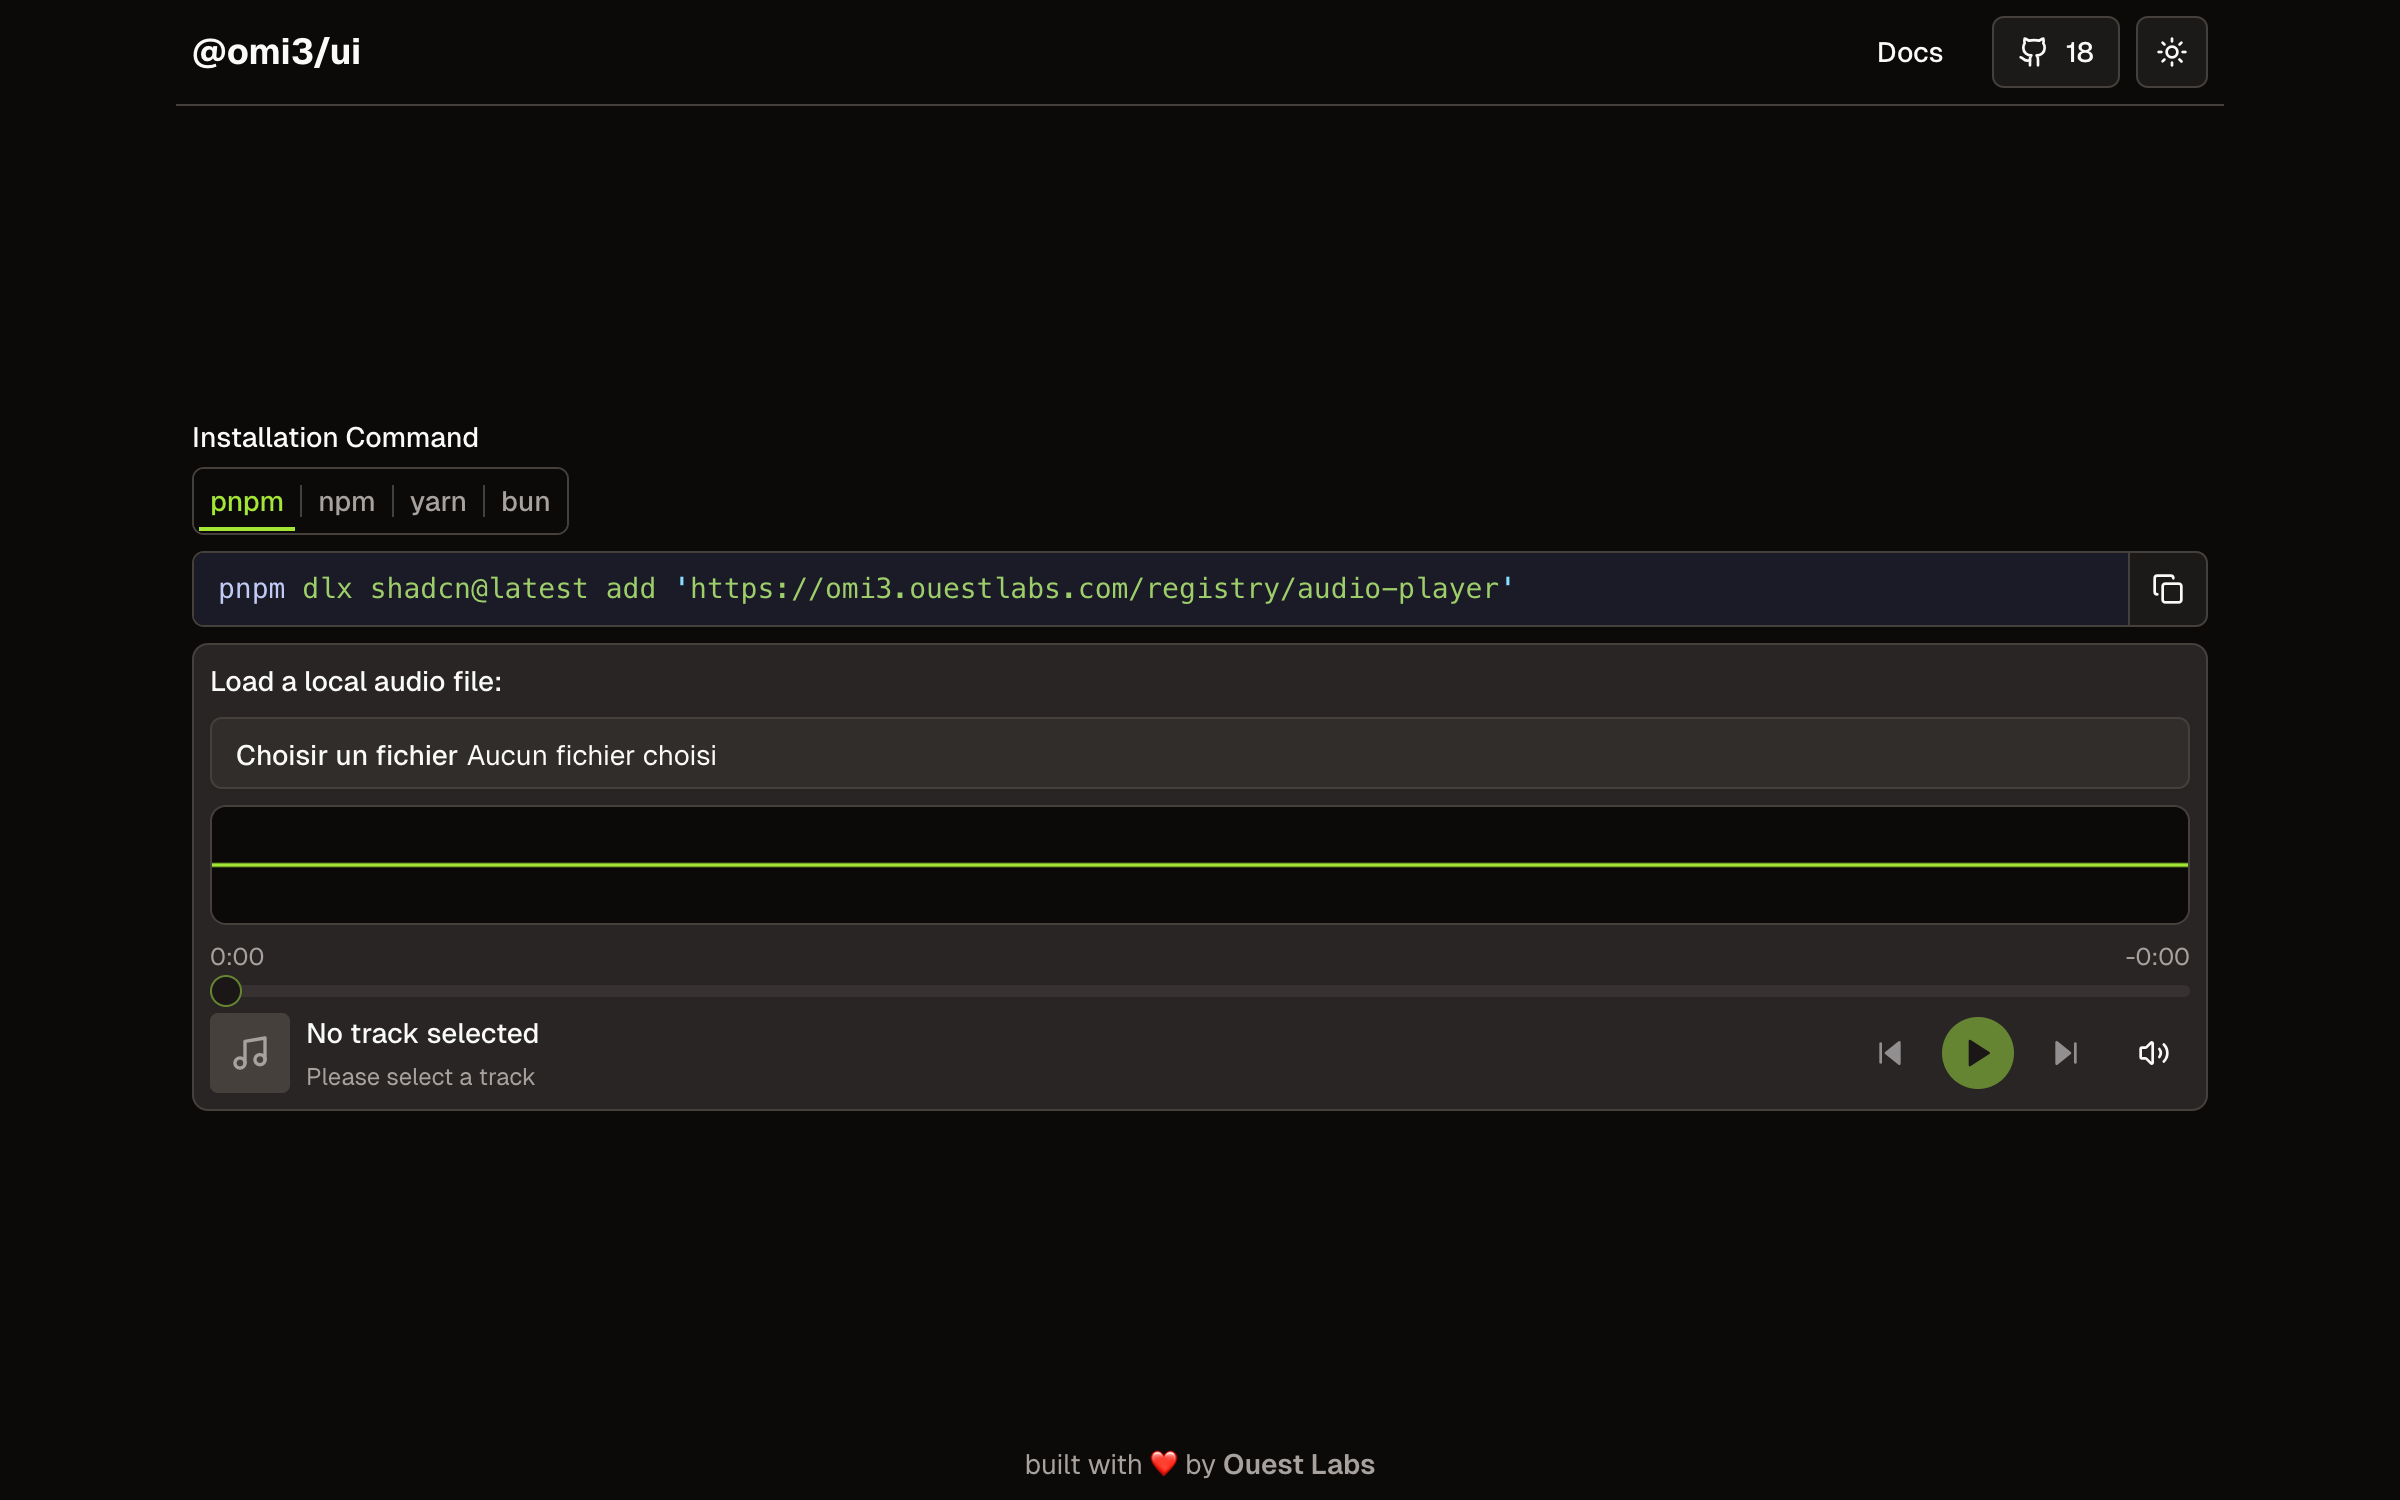 @omi3/ui
Docs
18
Installation Command
pnpm
npm
yarn
bun
pnpm dlx shadcn@latest add 'https://omi3.ouestlabs.com/registry/audio-player'
Load a local audio file:
Choisir un fichier Aucun fichier choisi
0:00
-0:00
No track selected
Please select a track
built with ❤️ by Ouest Labs